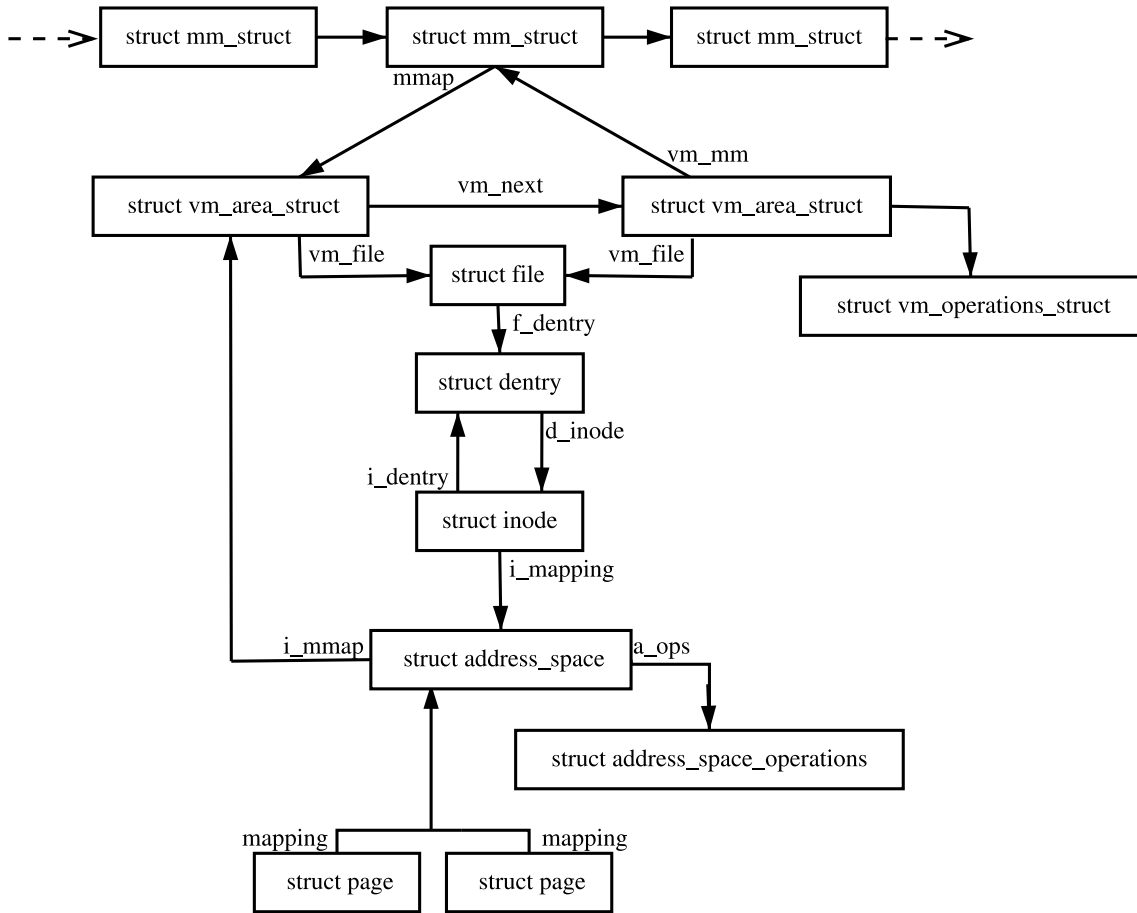 struct mm_struct
struct mm_struct
struct mm_struct
mmap
vm_mm
struct vm_area_struct
vm_next
struct vm_area_struct
vm_file
vm_file
struct file
struct vm_operations_struct
f_dentry
struct dentry
d_inode
i_dentry
struct inode
i_mapping
i_mmap
struct address_space
a_ops
struct address_space_operations
mapping
mapping
struct page
struct page